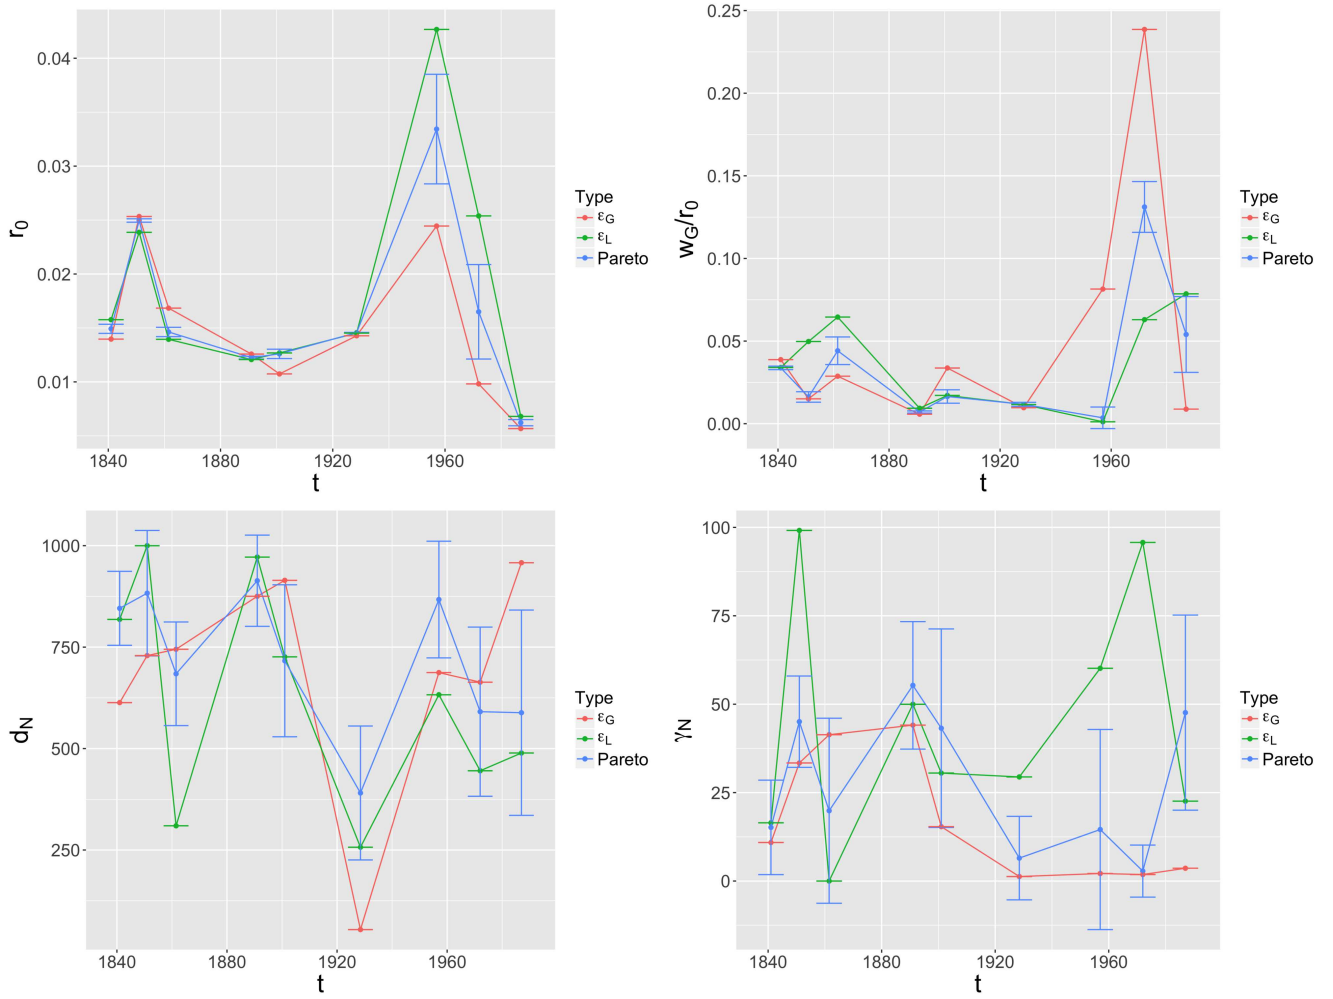 0.04
0.03
0.02
0.01
r0
1840 1880 1920 1960
t
Type
εG
εL
Pareto
0.25
0.20
0.15
0.10
0.05
0.00
wG/r0
1840 1880 1920 1960
t
Type
εG
εL
Pareto
1000
750
500
250
dN
1840 1880 1920 1960
t
Type
εG
εL
Pareto
100
75
50
25
0
γN
1840 1880 1920 1960
t
Type
εG
εL
Pareto